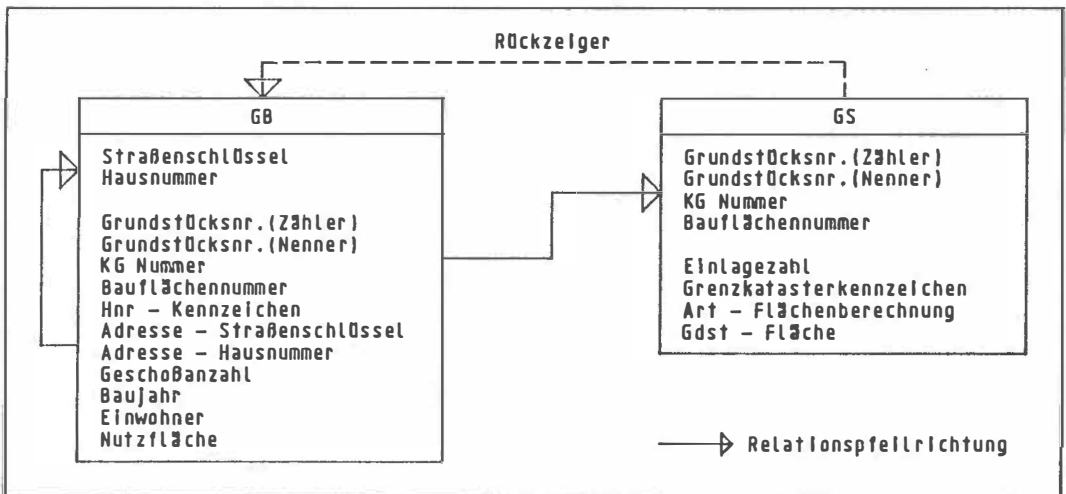 Rückzeiger
GB
Straßenschlüssel
Hausnummer
Grundstücksnr.(Zähler)
Grundstücksnr.(Nenner)
KG Nummer
Bauflächennummer
Hnr – Kennzeichen
Adresse – Straßenschlüssel
Adresse – Hausnummer
Geschoßanzahl
Baujahr
Einwohner
Nutzfläche
GS
Grundstücksnr.(Zähler)
Grundstücksnr.(Nenner)
KG Nummer
Bauflächennummer
Einlagezahl
Grenzkatasterkennzeichen
Art – Flächenberechnung
Gdst – Fläche
Relationspfeilrichtung